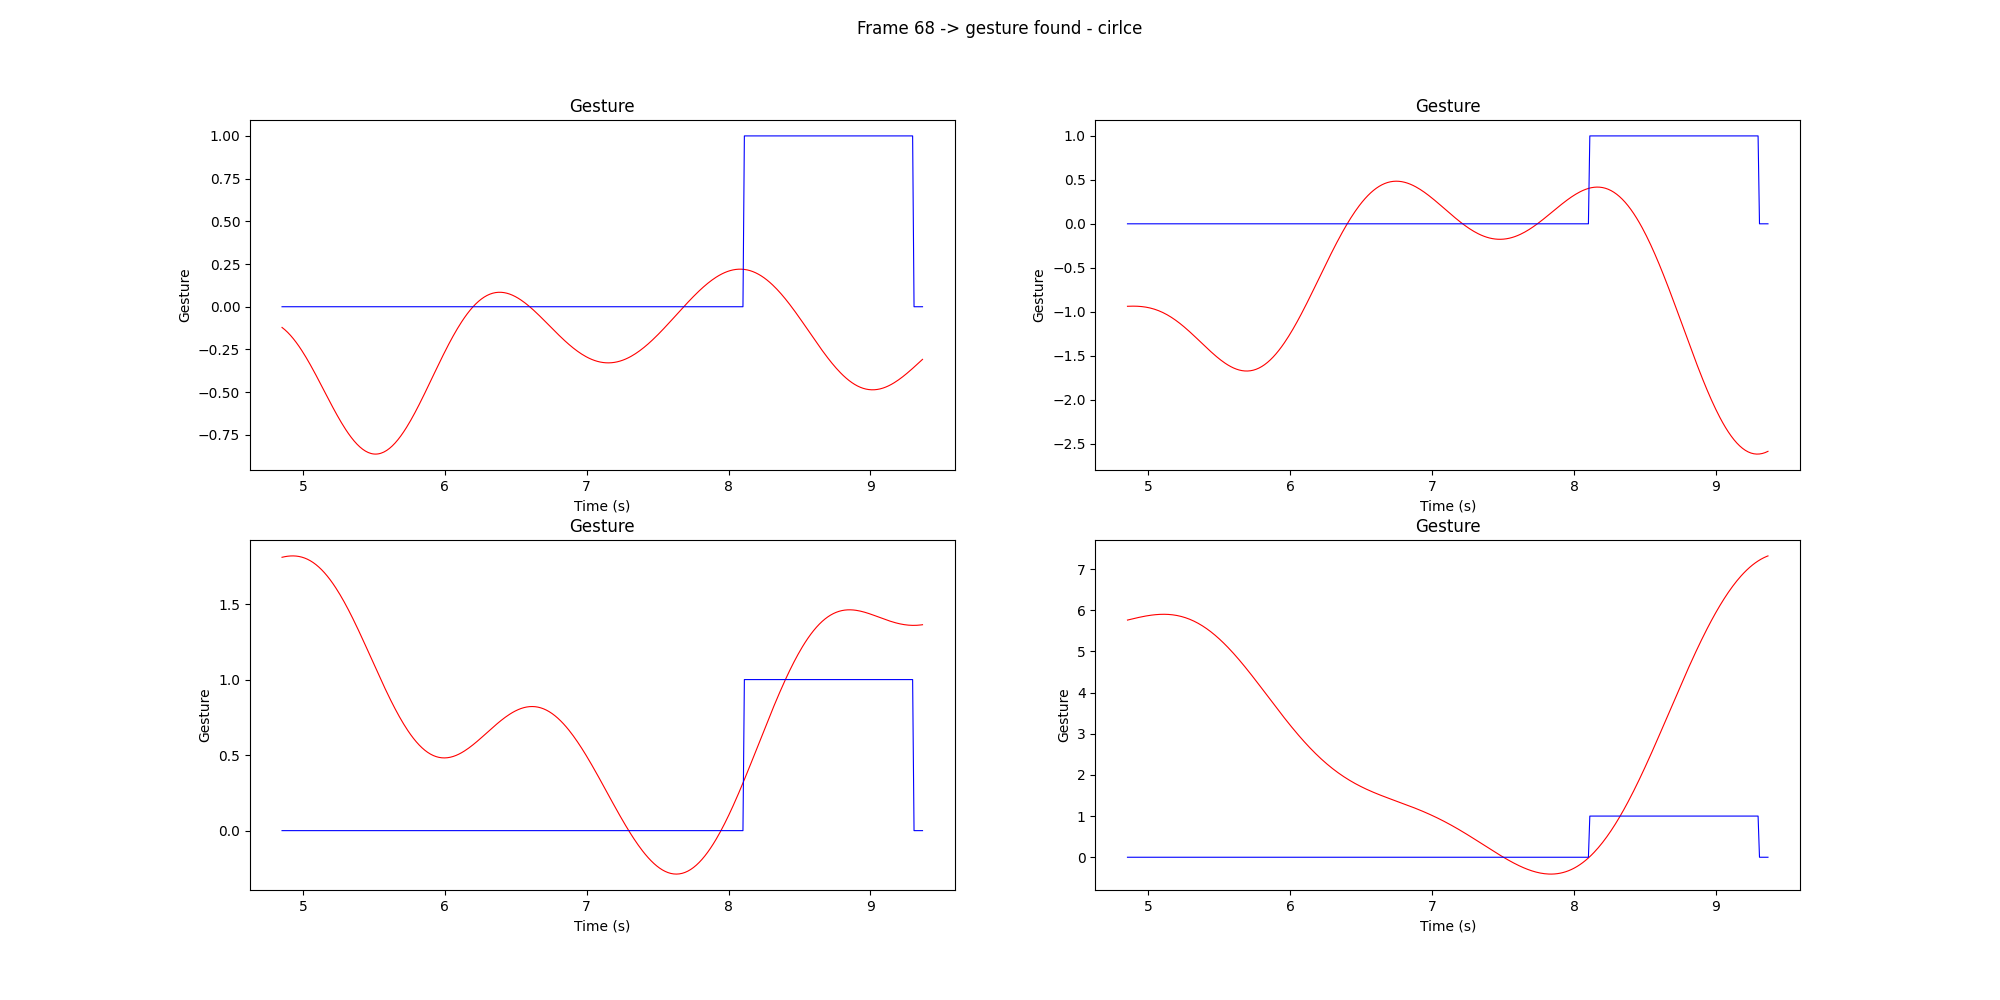 Frame 68 -> gesture found - cirlce
Gesture
1.00
0.75
0.50
0.25
0.00
−0.25
−0.50
−0.75
Gesture
5 6 7 8 9
Time (s)
Gesture
1.0
0.5
0.0
−0.5
−1.0
−1.5
−2.0
−2.5
Gesture
5 6 7 8 9
Time (s)
Gesture
1.5
1.0
0.5
0.0
Gesture
5 6 7 8 9
Time (s)
Gesture
7
6
5
4
3
2
1
0
Gesture
5 6 7 8 9
Time (s)